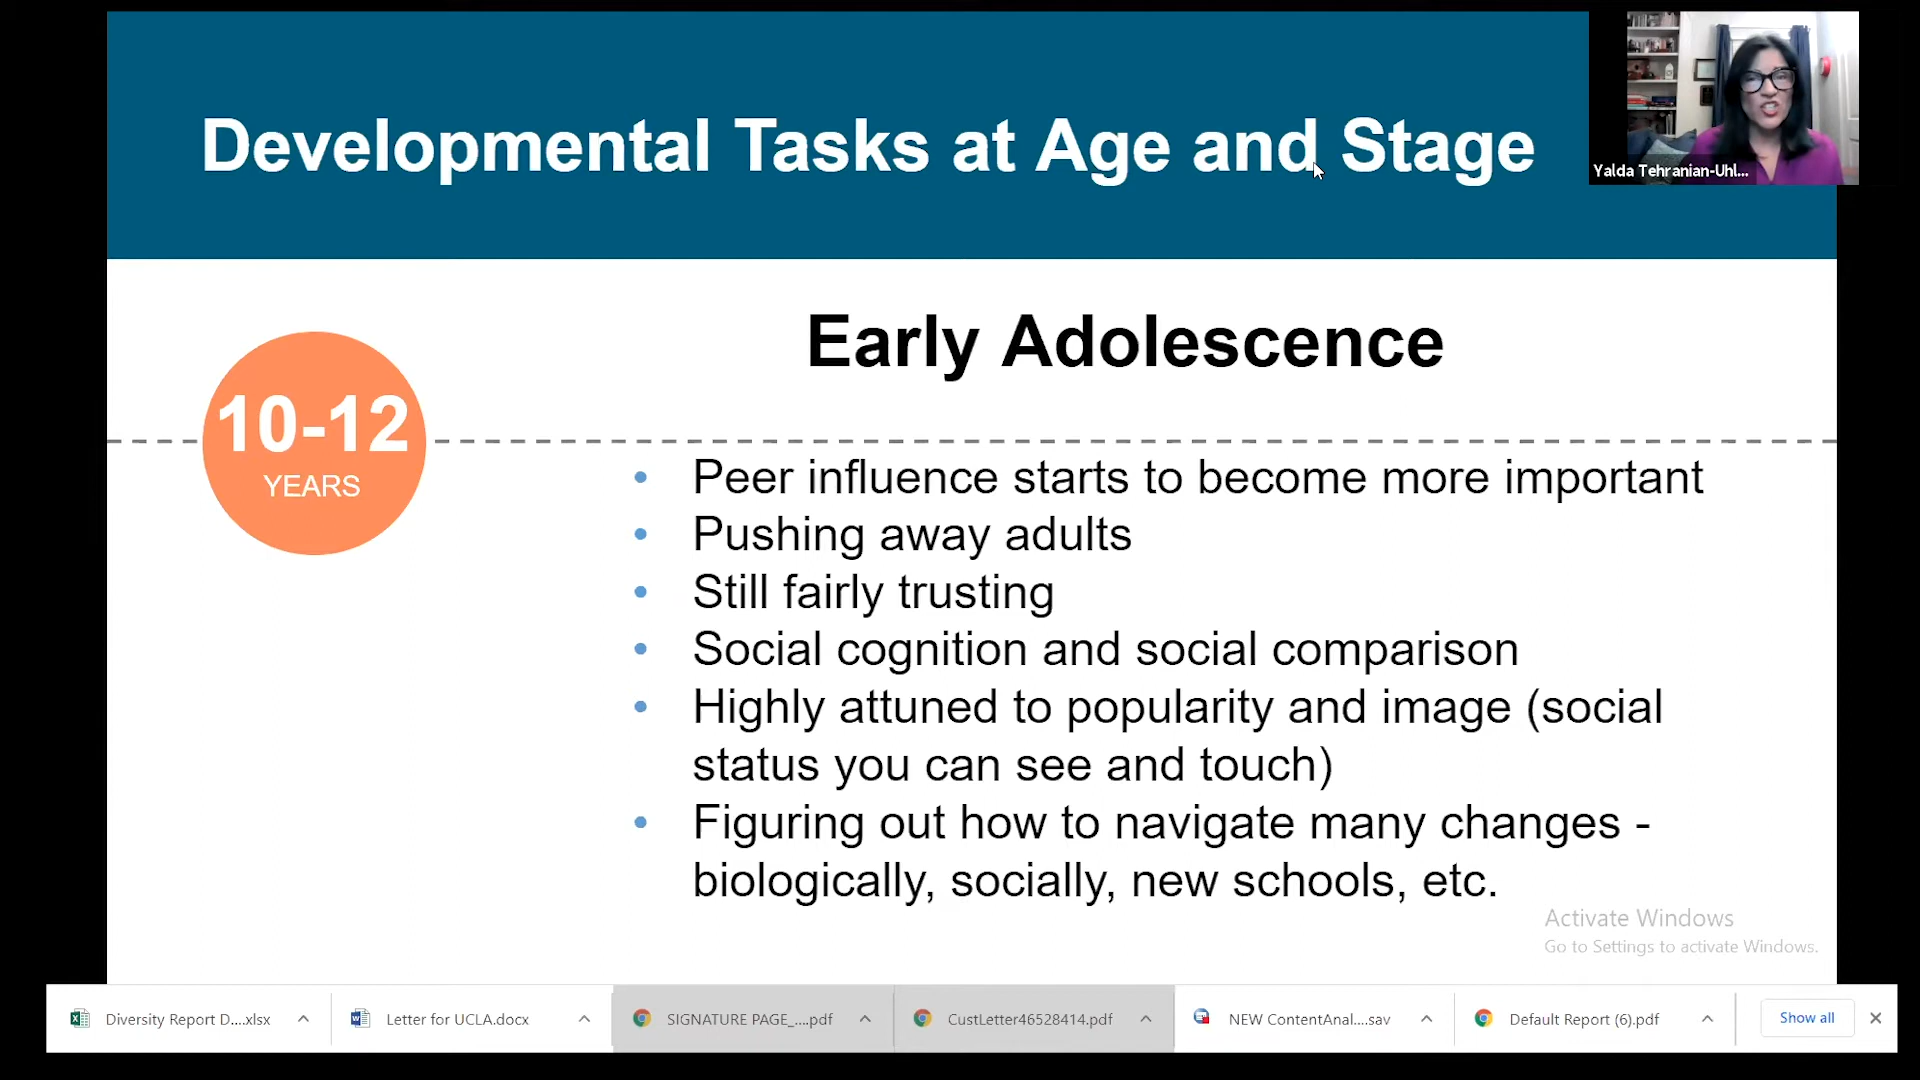 Developmental Tasks at Age and Stage
Yalda Tehranian-Uhl...
Early Adolescence
10-12
YEARS
• Peer influence starts to become more important
• Pushing away adults
• Still fairly trusting
• Social cognition and social comparison
• Highly attuned to popularity and image (social
status you can see and touch)
• Figuring out how to navigate many changes -
biologically, socially, new schools, etc.
Activate Windows
Go to Settings to activate Windows.
Diversity Report D....xlsx
Letter for UCLA.docx
SIGNATURE PAGE_....pdf
CustLetter46528414.pdf
NEW ContentAnal....sav
Default Report (6).pdf
Show all